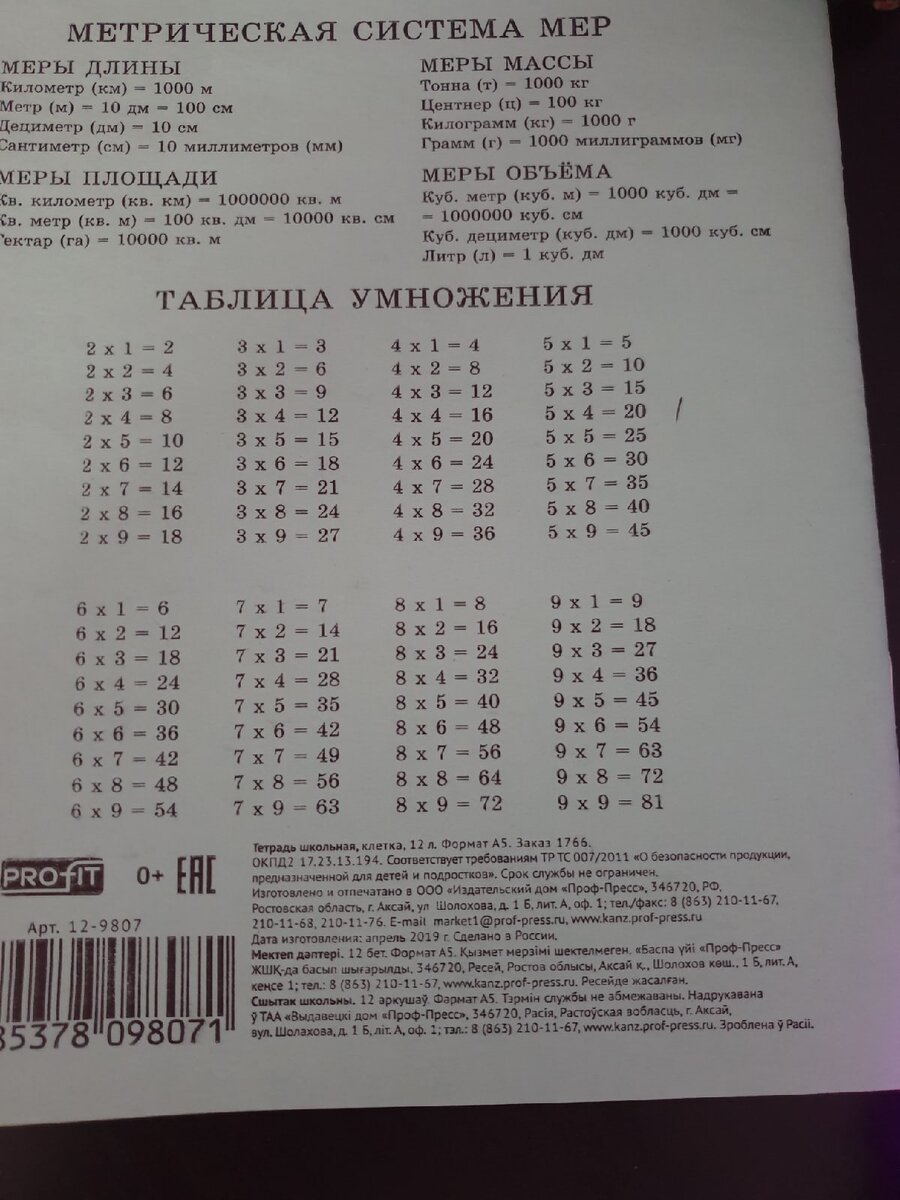 МЕТРИЧЕСКАЯ СИСТЕМА МЕР
МЕРЫ ДЛИНЫ
Километр (км) = 1000 м
Метр (м) = 10 дм = 100 см
Дециметр (дм) = 10 см
Сантиметр (см) = 10 миллиметров (мм)
МЕРЫ ПЛОЩАДИ
Кв. километр (кв. км) = 1000000 кв. м
Кв. метр (кв. м) = 100 кв. дм = 10000 кв. см
Гектар (га) = 10000 кв. м
МЕРЫ МАССЫ
Тонна (т) = 1000 кг
Центнер (ц) = 100 кг
Килограмм (кг) = 1000 г
Грамм (г) = 1000 миллиграммов (мг)
МЕРЫ ОБЪЁМА
Куб. метр (куб. м) = 1000 куб. дм =
= 1000000 куб. см
Куб. дециметр (куб. дм) = 1000 куб. см
Литр (л) = 1 куб. дм
ТАБЛИЦА УМНОЖЕНИЯ
2 x 1 = 2 3 x 1 = 3 4 x 1 = 4 5 x 1 = 5
2 x 2 = 4 3 x 2 = 6 4 x 2 = 8 5 x 2 = 10
2 x 3 = 6 3 x 3 = 9 4 x 3 = 12 5 x 3 = 15
2 x 4 = 8 3 x 4 = 12 4 x 4 = 16 5 x 4 = 20
2 x 5 = 10 3 x 5 = 15 4 x 5 = 20 5 x 5 = 25
2 x 6 = 12 3 x 6 = 18 4 x 6 = 24 5 x 6 = 30
2 x 7 = 14 3 x 7 = 21 4 x 7 = 28 5 x 7 = 35
2 x 8 = 16 3 x 8 = 24 4 x 8 = 32 5 x 8 = 40
2 x 9 = 18 3 x 9 = 27 4 x 9 = 36 5 x 9 = 45
6 x 1 = 6 7 x 1 = 7 8 x 1 = 8 9 x 1 = 9
6 x 2 = 12 7 x 2 = 14 8 x 2 = 16 9 x 2 = 18
6 x 3 = 18 7 x 3 = 21 8 x 3 = 24 9 x 3 = 27
6 x 4 = 24 7 x 4 = 28 8 x 4 = 32 9 x 4 = 36
6 x 5 = 30 7 x 5 = 35 8 x 5 = 40 9 x 5 = 45
6 x 6 = 36 7 x 6 = 42 8 x 6 = 48 9 x 6 = 54
6 x 7 = 42 7 x 7 = 49 8 x 7 = 56 9 x 7 = 63
6 x 8 = 48 7 x 8 = 56 8 x 8 = 64 9 x 8 = 72
6 x 9 = 54 7 x 9 = 63 8 x 9 = 72 9 x 9 = 81
PROFIT 0+ EAC
Арт. 12-9807
85378 098071
Тетрадь школьная, клетка, 12 л. Формат А5. Заказ 1766.
ОКПД2 17.23.13.194. Соответствует требованиям ТР ТС 007/2011 «О безопасности продукции,
предназначенной для детей и подростков». Срок службы не ограничен.
Изготовлено и отпечатано в ООО «Издательский дом «Проф-Пресс», 346720, РФ,
Ростовская область, г. Аксай, ул Шолохова, д. 1 Б, лит. А, оф. 1; тел./факс: 8 (863) 210-11-67,
210-11-68, 210-11-76. E-mail market1@prof-press.ru, www.kanz.prof-press.ru
Дата изготовления: апрель 2019 г. Сделано в России.
Мектеп дәптері. 12 бет. Формат А5. Қызмет мерзімі шектелмеген. «Баспа үйі «Проф-Пресс»
ЖШҚ-да басып шығарылды, 346720, Ресей, Ростов облысы, Аксай қ., Шолохов көш., 1 Б, лит. А,
кеңсе 1; тел.: 8 (863) 210-11-67, www.kanz.prof-press.ru. Ресейде жасалған.
Сшытак школьны. 12 аркушаў. Фармат А5. Тэрмін службы не абмежаваны. Надрукавана
ў ТАА «Выдавецкі дом «Проф-Пресс», 346720, Расія, Растоўская вобласць, г. Аксай,
вул. Шолахова, д. 1 Б, літ. А, оф. 1; тэл.: 8 (863) 210-11-67, www.kanz.prof-press.ru. Зроблена ў Расіі.